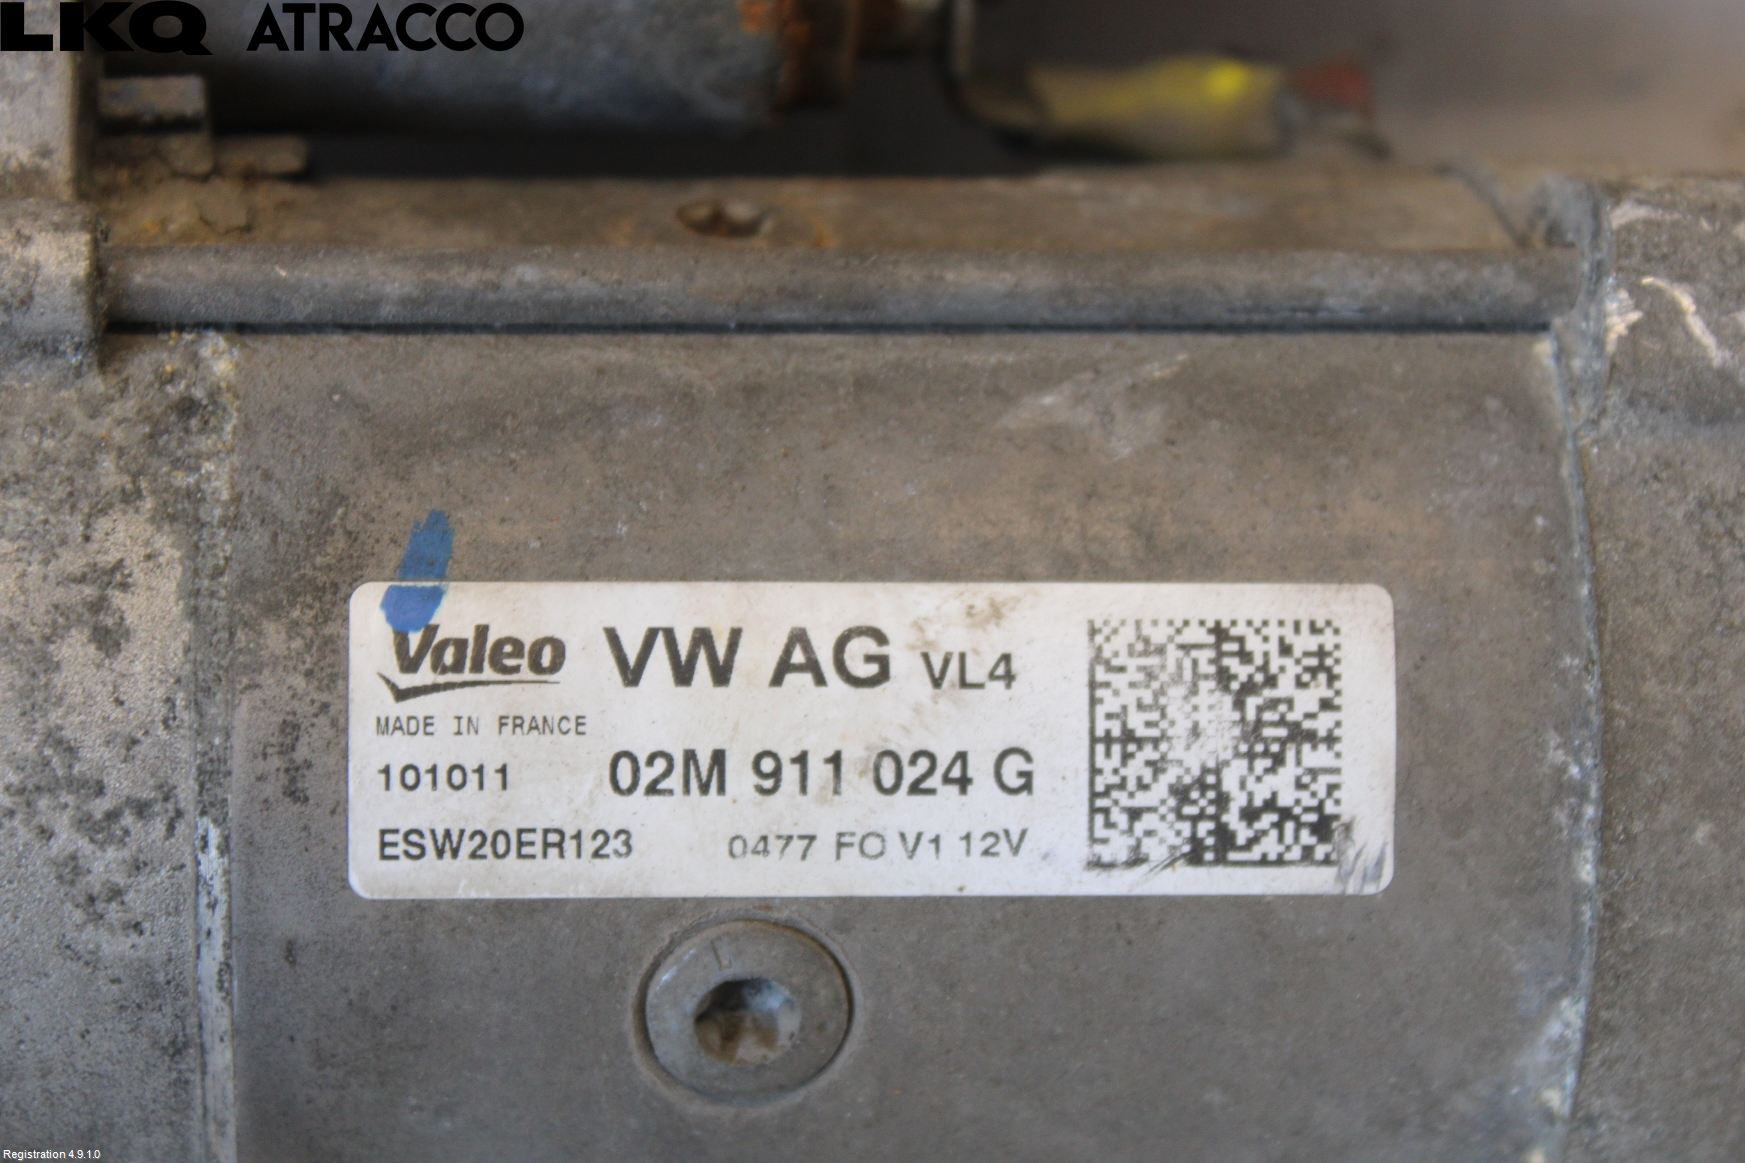 LKQ ATRACCO
Valeo VW AG VL4
MADE IN FRANCE
101011 02M 911 024 G
ESW20ER123 0477 FO V1 12V
L
Registration 4.9.1.0